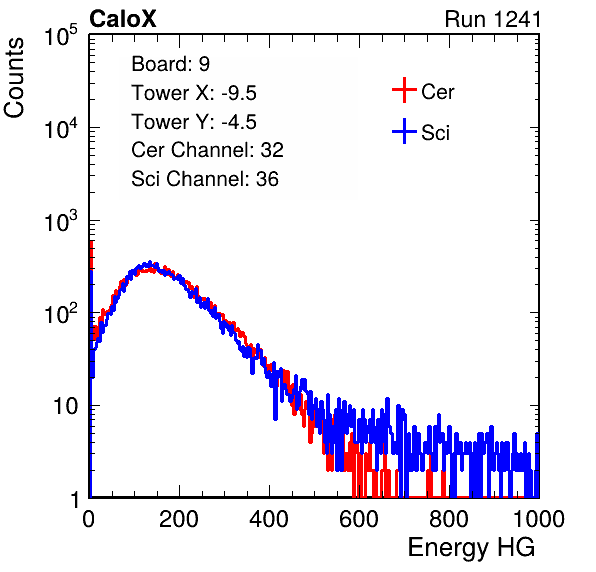 CaloX Run 1241
Counts
10^5
10^4
10^3
10^2
10
1
Board: 9
Tower X: -9.5
Tower Y: -4.5
Cer Channel: 32
Sci Channel: 36
Cer
Sci
0 200 400 600 800 1000
Energy HG